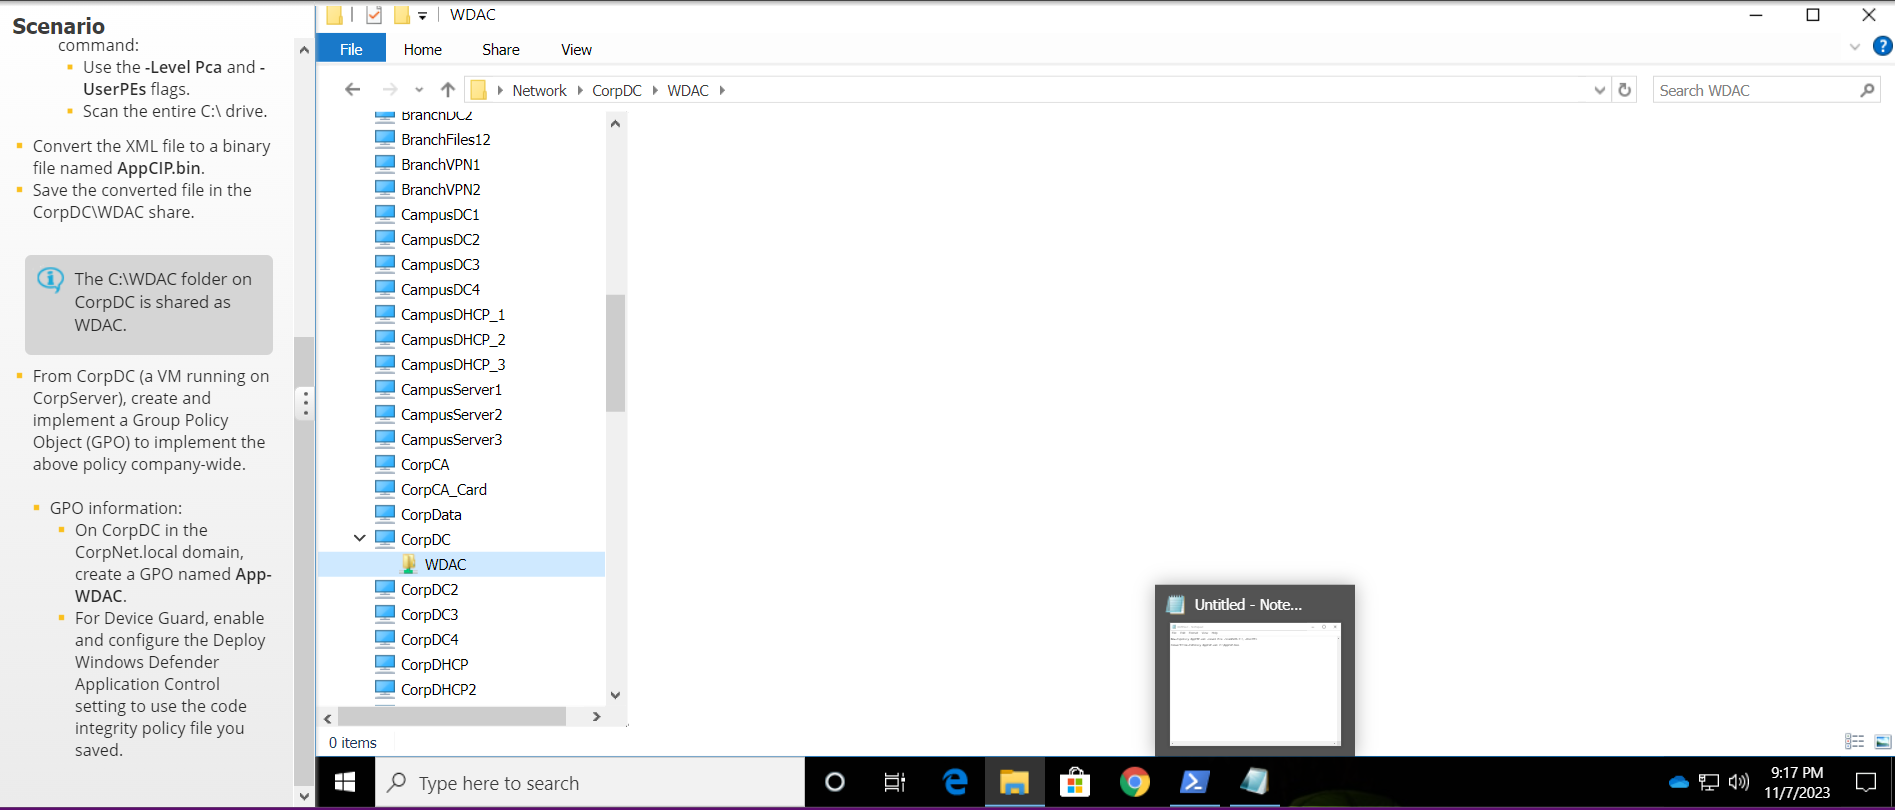 Scenario
command:
Use the -Level Pca and -
UserPEs flags.
Scan the entire C:\ drive.
Convert the XML file to a binary
file named AppCIP.bin.
Save the converted file in the
CorpDC\WDAC share.
The C:\WDAC folder on
CorpDC is shared as
WDAC.
From CorpDC (a VM running on
CorpServer), create and
implement a Group Policy
Object (GPO) to implement the
above policy company-wide.
GPO information:
On CorpDC in the
CorpNet.local domain,
create a GPO named App-
WDAC.
For Device Guard, enable
and configure the Deploy
Windows Defender
Application Control
setting to use the code
integrity policy file you
saved.
WDAC
File Home Share View
Network CorpDC WDAC
Search WDAC
BranchDC2
BranchFiles12
BranchVPN1
BranchVPN2
CampusDC1
CampusDC2
CampusDC3
CampusDC4
CampusDHCP_1
CampusDHCP_2
CampusDHCP_3
CampusServer1
CampusServer2
CampusServer3
CorpCA
CorpCA_Card
CorpData
CorpDC
WDAC
CorpDC2
CorpDC3
CorpDC4
CorpDHCP
CorpDHCP2
0 items
Untitled - Note...
Type here to search
9:17 PM
11/7/2023